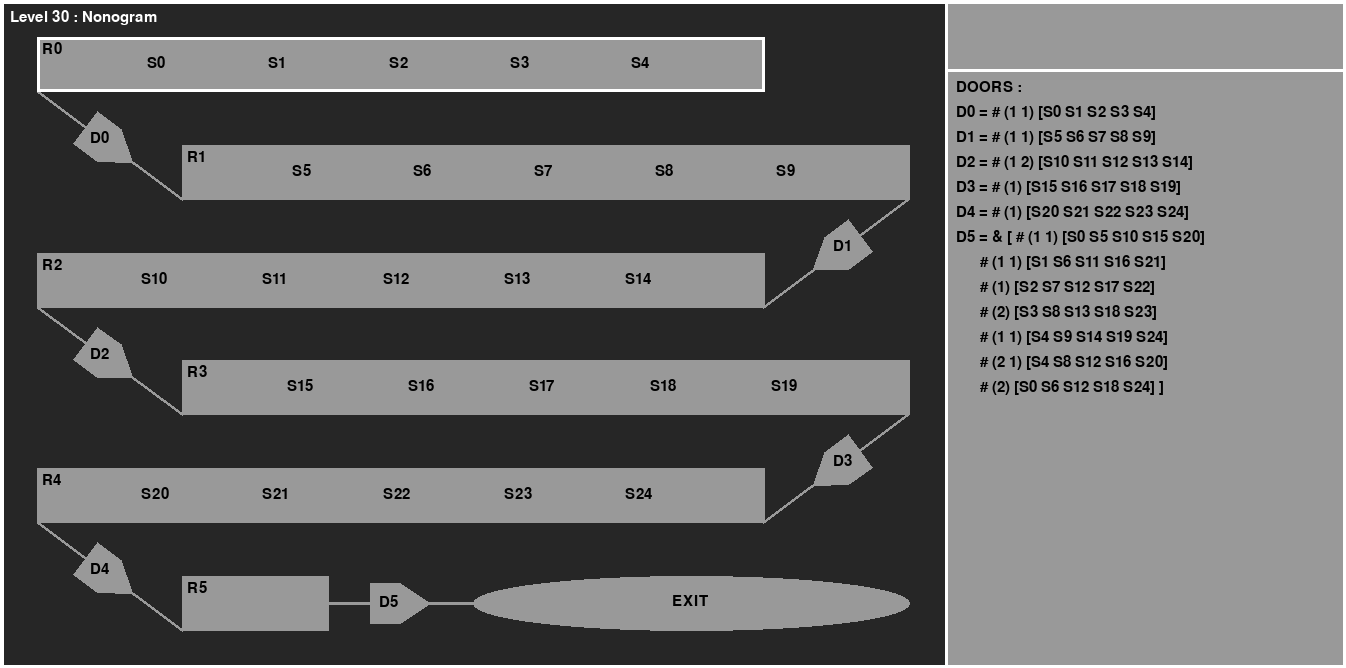 Level 30 : Nonogram
R0
S0 S1 S2 S3 S4
D0
R1
S5 S6 S7 S8 S9
D1
R2
S10 S11 S12 S13 S14
D2
R3
S15 S16 S17 S18 S19
D3
R4
S20 S21 S22 S23 S24
D4
R5
D5
EXIT
DOORS :
D0 = # (1 1) [S0 S1 S2 S3 S4]
D1 = # (1 1) [S5 S6 S7 S8 S9]
D2 = # (1 2) [S10 S11 S12 S13 S14]
D3 = # (1) [S15 S16 S17 S18 S19]
D4 = # (1) [S20 S21 S22 S23 S24]
D5 = & [ # (1 1) [S0 S5 S10 S15 S20]
# (1 1) [S1 S6 S11 S16 S21]
# (1) [S2 S7 S12 S17 S22]
# (2) [S3 S8 S13 S18 S23]
# (1 1) [S4 S9 S14 S19 S24]
# (2 1) [S4 S8 S12 S16 S20]
# (2) [S0 S6 S12 S18 S24] ]